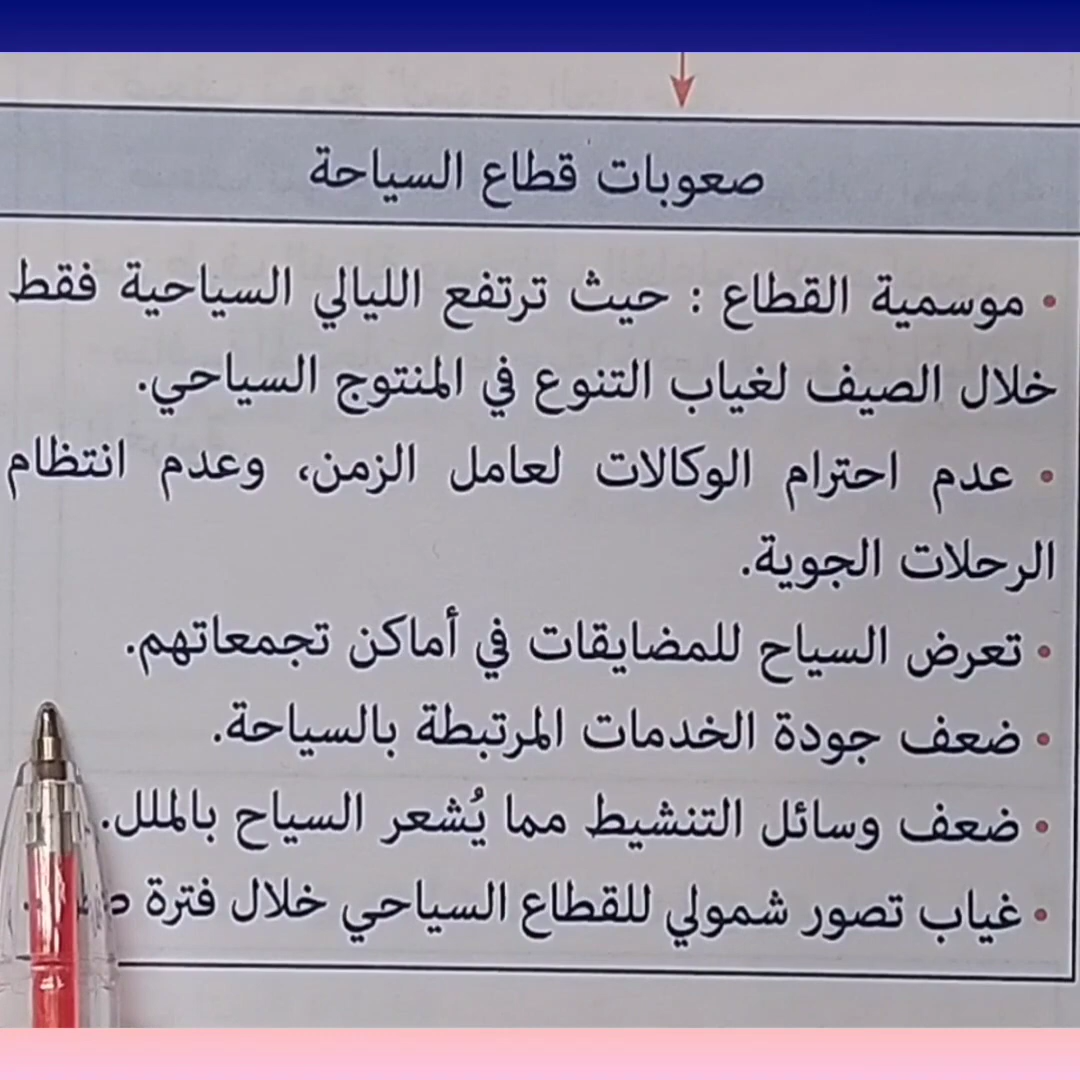 صعوبات قطاع السياحة
• موسمية القطاع : حيث ترتفع الليالي السياحية فقط
خلال الصيف لغياب التنوع في المنتوج السياحي.
• عدم احترام الوكالات لعامل الزمن، وعدم انتظام
الرحلات الجوية.
• تعرض السياح للمضايقات في أماكن تجمعاتهم.
• ضعف جودة الخدمات المرتبطة بالسياحة.
• ضعف وسائل التنشيط مما يُشعر السياح بالملل.
• غياب تصور شمولي للقطاع السياحي خلال فترة